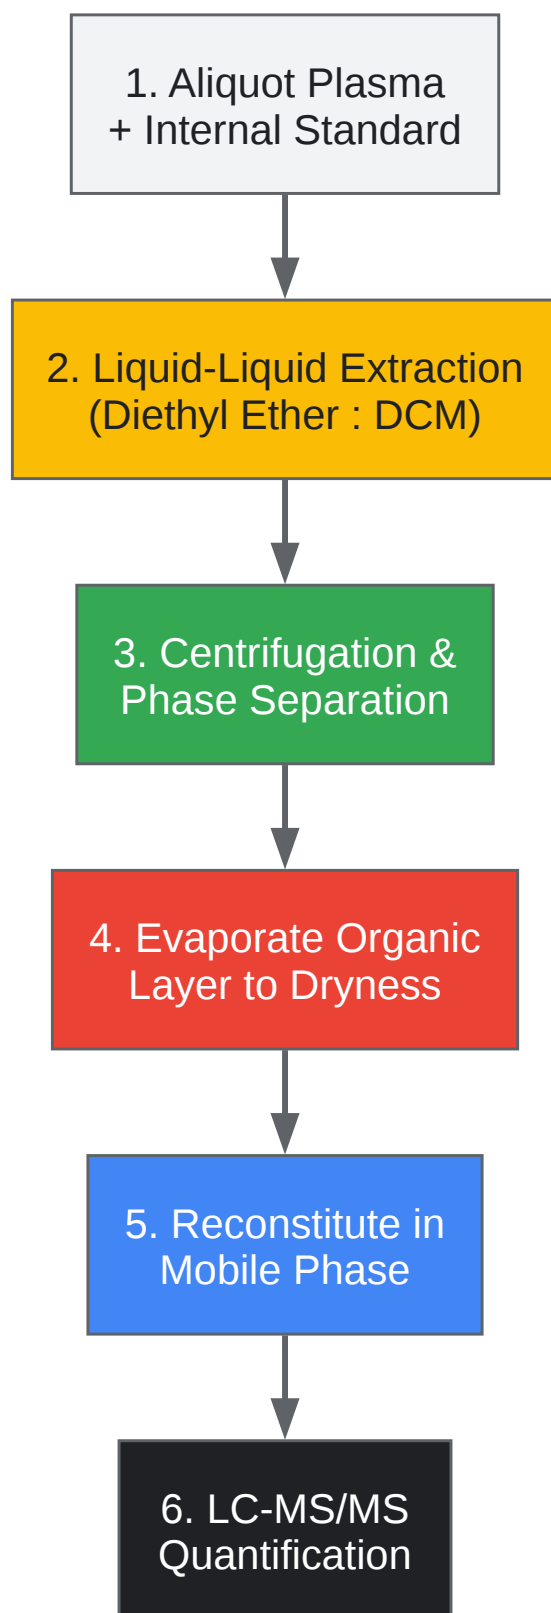 1. Aliquot Plasma
+ Internal Standard
2. Liquid-Liquid Extraction
(Diethyl Ether : DCM)
3. Centrifugation &
Phase Separation
4. Evaporate Organic
Layer to Dryness
5. Reconstitute in
Mobile Phase
6. LC-MS/MS
Quantification